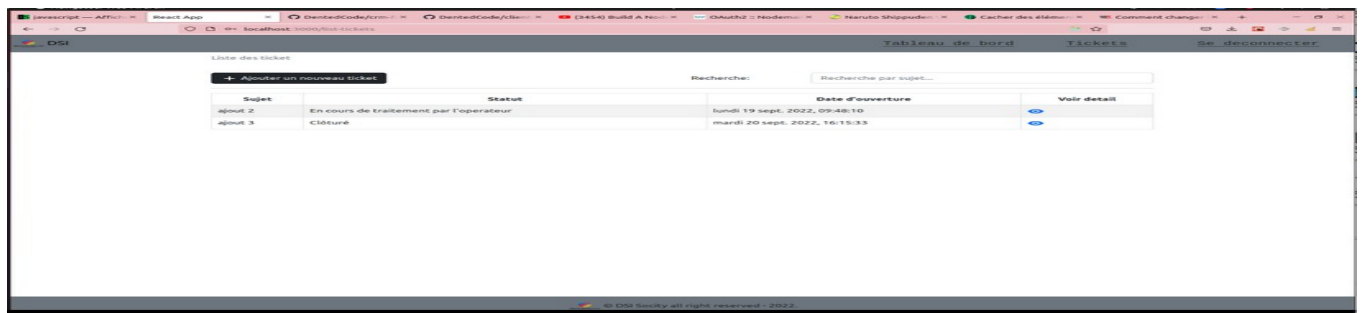 javascript — Affich
React App
DentedCode/crm-
DentedCode/clien
(3454) Build A Nod
OAuth2 :: Nodema
Naruto Shippuden
Cacher des élémen
Comment changer
localhost:3000/list-tickets
DSI
Tableau de bord
Tickets
Se deconnecter
Liste des ticket
+ Ajouter un nouveau ticket
Recherche:
Recherche par sujet...
Sujet Statut Date d'ouverture Voir detail
ajout 2 En cours de traitement par l'operateur lundi 19 sept. 2022, 09:48:10
ajout 3 Clôturé mardi 20 sept. 2022, 16:15:33
© DSI Socity all right reserved - 2022.